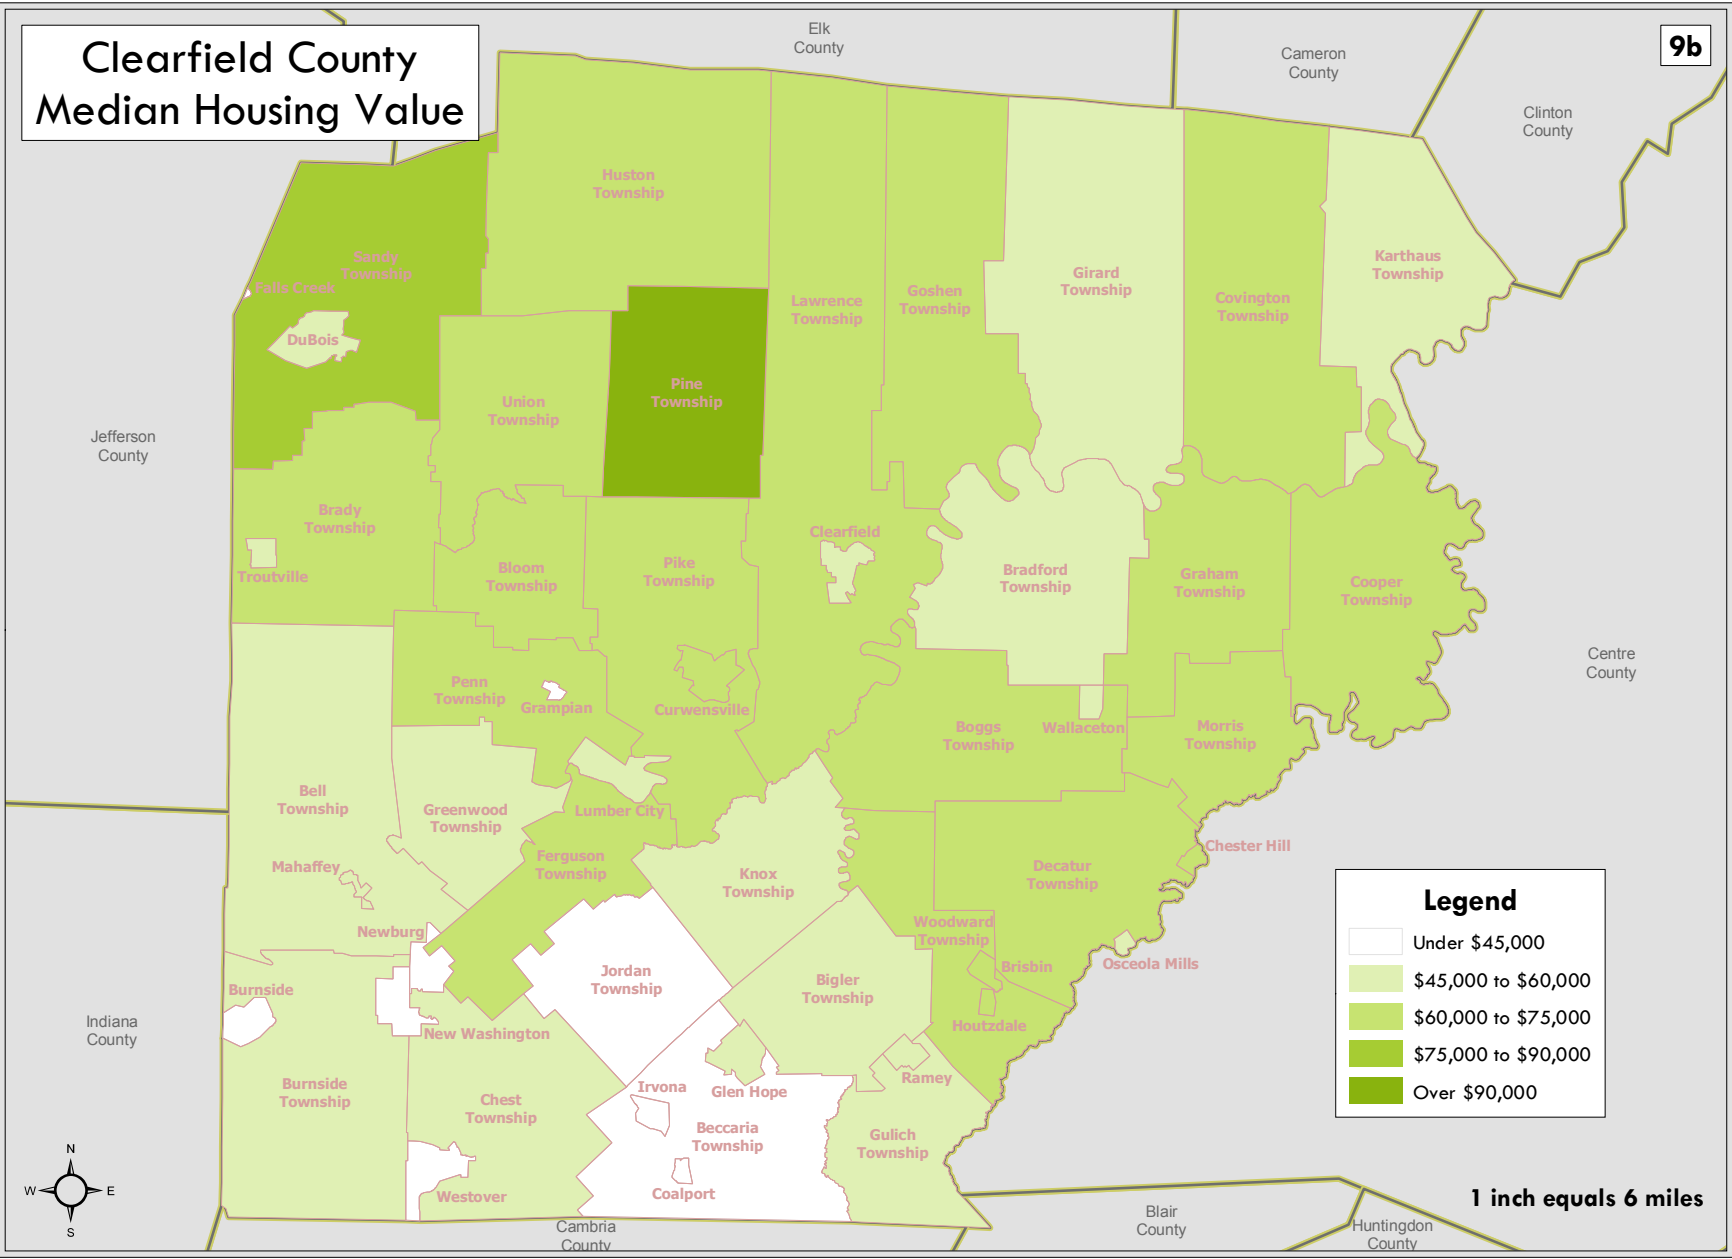 Clearfield County
Median Housing Value
9b
Elk
County
Cameron
County
Clinton
County
Huston
Township
Sandy
Township
Falls Creek
DuBois
Lawrence
Township
Goshen
Township
Girard
Township
Covington
Township
Karthaus
Township
Jefferson
County
Union
Township
Pine
Township
Brady
Township
Troutville
Bloom
Township
Pike
Township
Clearfield
Bradford
Township
Graham
Township
Cooper
Township
Centre
County
Penn
Township
Grampian
Curwensville
Boggs
Township
Wallaceton
Morris
Township
Bell
Township
Greenwood
Township
Lumber City
Mahaffey
Ferguson
Township
Knox
Township
Decatur
Township
Chester Hill
Newburg
Woodward
Township
Brisbin
Osceola Mills
Burnside
Jordan
Township
Bigler
Township
Houtzdale
Indiana
County
New Washington
Burnside
Township
Chest
Township
Irvona
Glen Hope
Ramey
Beccaria
Township
Gulich
Township
Westover
Coalport
Legend
Under $45,000
$45,000 to $60,000
$60,000 to $75,000
$75,000 to $90,000
Over $90,000
N
W
E
S
Cambria
County
Blair
County
Huntingdon
County
1 inch equals 6 miles